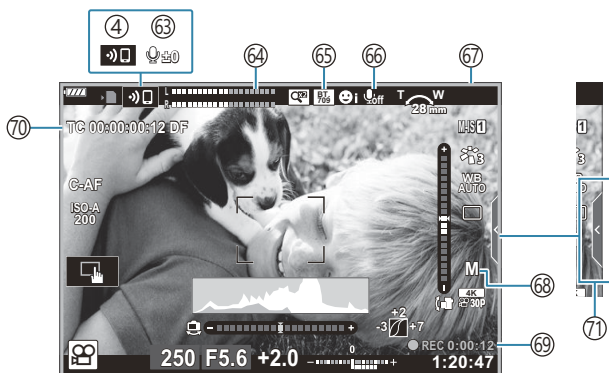 ④ ⑥③
±0
⑥④ ⑥⑤ ⑥⑥ ⑥⑦
L
R
X2 BT 709 i off T W
28mm
⑦⓪ TC 00:00:00:12 DF
M-IS 1
3
C-AF
WB
AUTO
ISO-A
200
M ⑥⑧
4K
30P
+2
-3 +7
- +
REC 0:00:12 ⑥⑨
250 F5.6 +2.0
0
1:20:47
⑦①